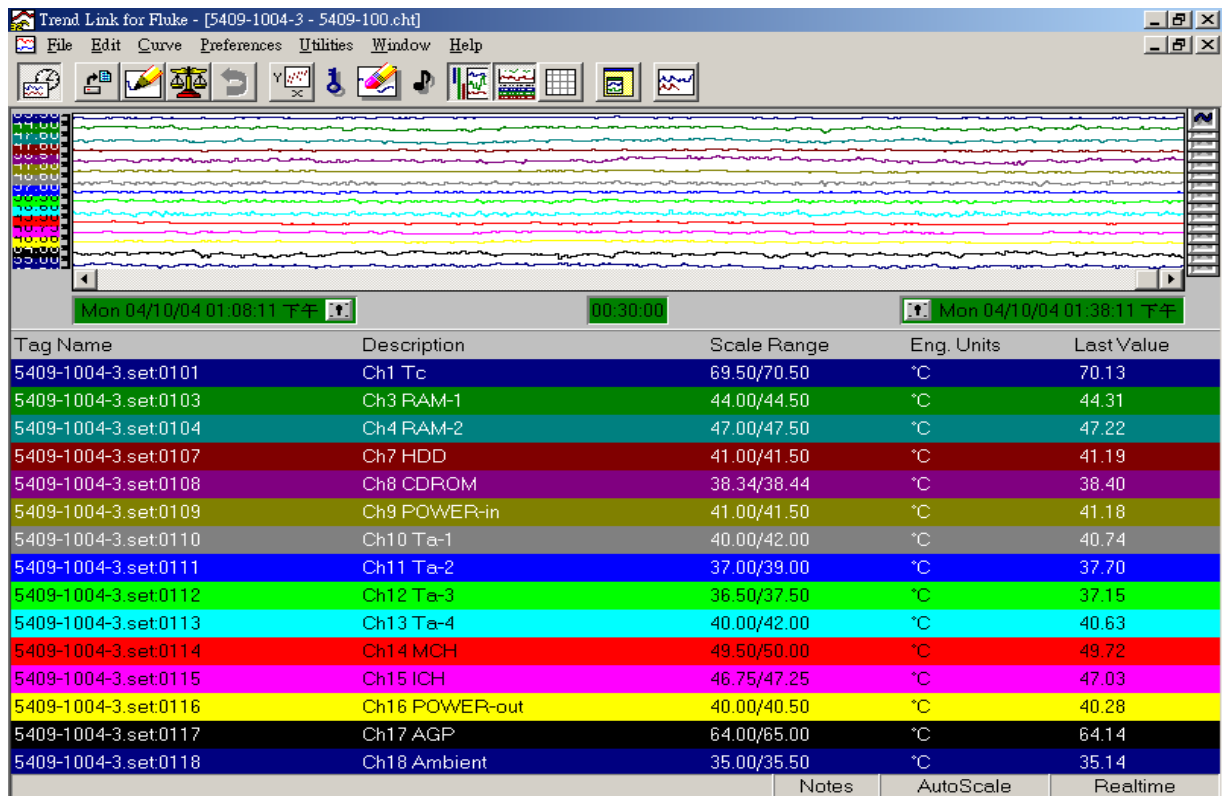 Trend Link for Fluke - [5409-1004-3 - 5409-100.cht]
File Edit Curve Preferences Utilities Window Help
Mon 04/10/04 01:08:11 下午 00:30:00 Mon 04/10/04 01:38:11 下午
Tag Name Description Scale Range Eng. Units Last Value
5409-1004-3.set:0101 Ch1 Tc 69.50/70.50 °C 70.13
5409-1004-3.set:0103 Ch3 RAM-1 44.00/44.50 °C 44.31
5409-1004-3.set:0104 Ch4 RAM-2 47.00/47.50 °C 47.22
5409-1004-3.set:0107 Ch7 HDD 41.00/41.50 °C 41.19
5409-1004-3.set:0108 Ch8 CDROM 38.34/38.44 °C 38.40
5409-1004-3.set:0109 Ch9 POWER-in 41.00/41.50 °C 41.18
5409-1004-3.set:0110 Ch10 Ta-1 40.00/42.00 °C 40.74
5409-1004-3.set:0111 Ch11 Ta-2 37.00/39.00 °C 37.70
5409-1004-3.set:0112 Ch12 Ta-3 36.50/37.50 °C 37.15
5409-1004-3.set:0113 Ch13 Ta-4 40.00/42.00 °C 40.63
5409-1004-3.set:0114 Ch14 MCH 49.50/50.00 °C 49.72
5409-1004-3.set:0115 Ch15 ICH 46.75/47.25 °C 47.03
5409-1004-3.set:0116 Ch16 POWER-out 40.00/40.50 °C 40.28
5409-1004-3.set:0117 Ch17 AGP 64.00/65.00 °C 64.14
5409-1004-3.set:0118 Ch18 Ambient 35.00/35.50 °C 35.14
Notes AutoScale Realtime